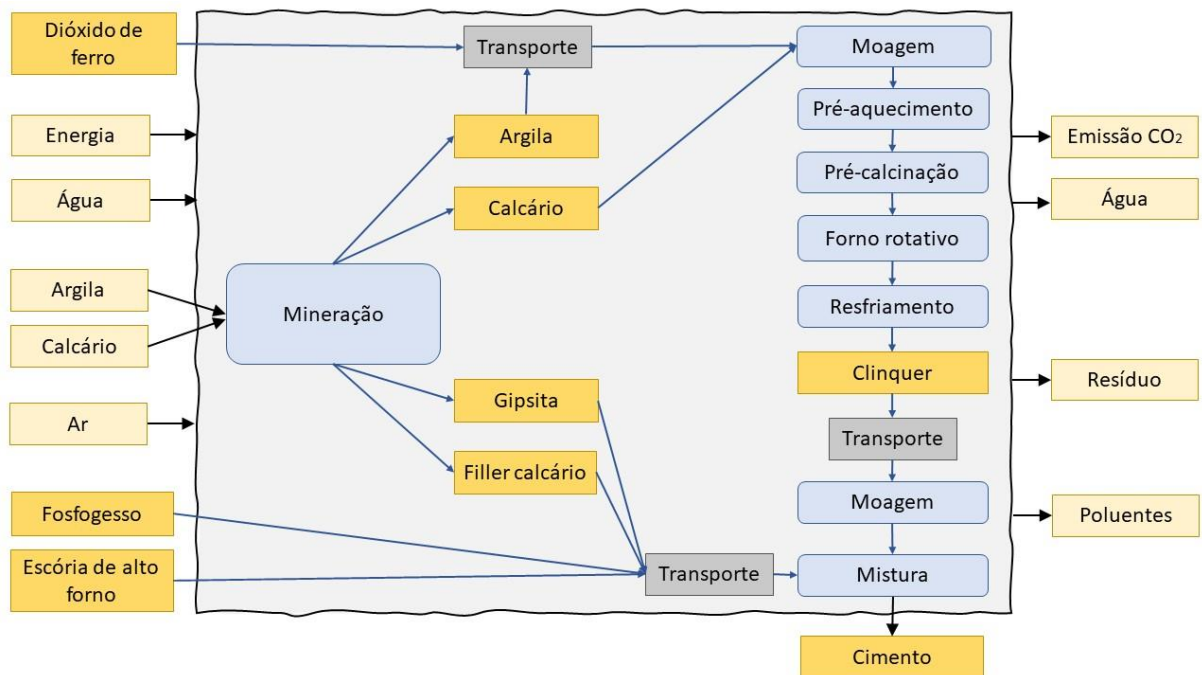 Dióxido de
ferro
Energia
Água
Argila
Calcário
Ar
Fosfogesso
Escória de alto
forno
Transporte
Argila
Calcário
Mineração
Gipsita
Filler calcário
Transporte
Moagem
Pré-aquecimento
Pré-calcinação
Forno rotativo
Resfriamento
Clinquer
Transporte
Moagem
Mistura
Cimento
Emissão CO₂
Água
Resíduo
Poluentes